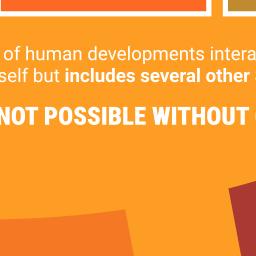 of human developments intera
self but includes several other
NOT POSSIBLE WITHOUT